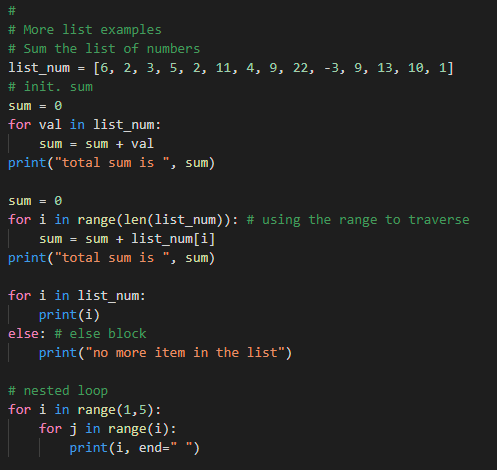 #
# More list examples
# Sum the list of numbers
list_num = [6, 2, 3, 5, 2, 11, 4, 9, 22, -3, 9, 13, 10, 1]
# init. sum
sum = 0
for val in list_num:
    sum = sum + val
print("total sum is ", sum)

sum = 0
for i in range(len(list_num)): # using the range to traverse
    sum = sum + list_num[i]
print("total sum is ", sum)

for i in list_num:
    print(i)
else: # else block
    print("no more item in the list")

# nested loop
for i in range(1,5):
    for j in range(i):
        print(i, end=" ")